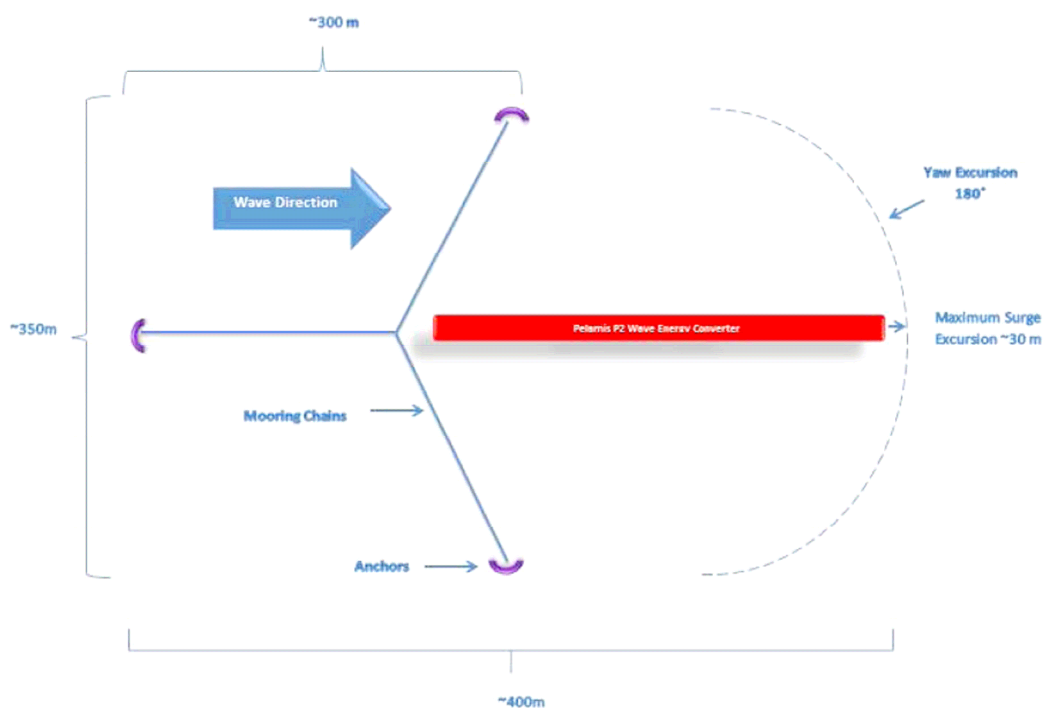 ~300 m
Wave Direction
Yaw Excursion
180°
~350m
Pelamis P2 Wave Energy Converter
Maximum Surge
Excursion ~30 m
Mooring Chains
Anchors
~400m